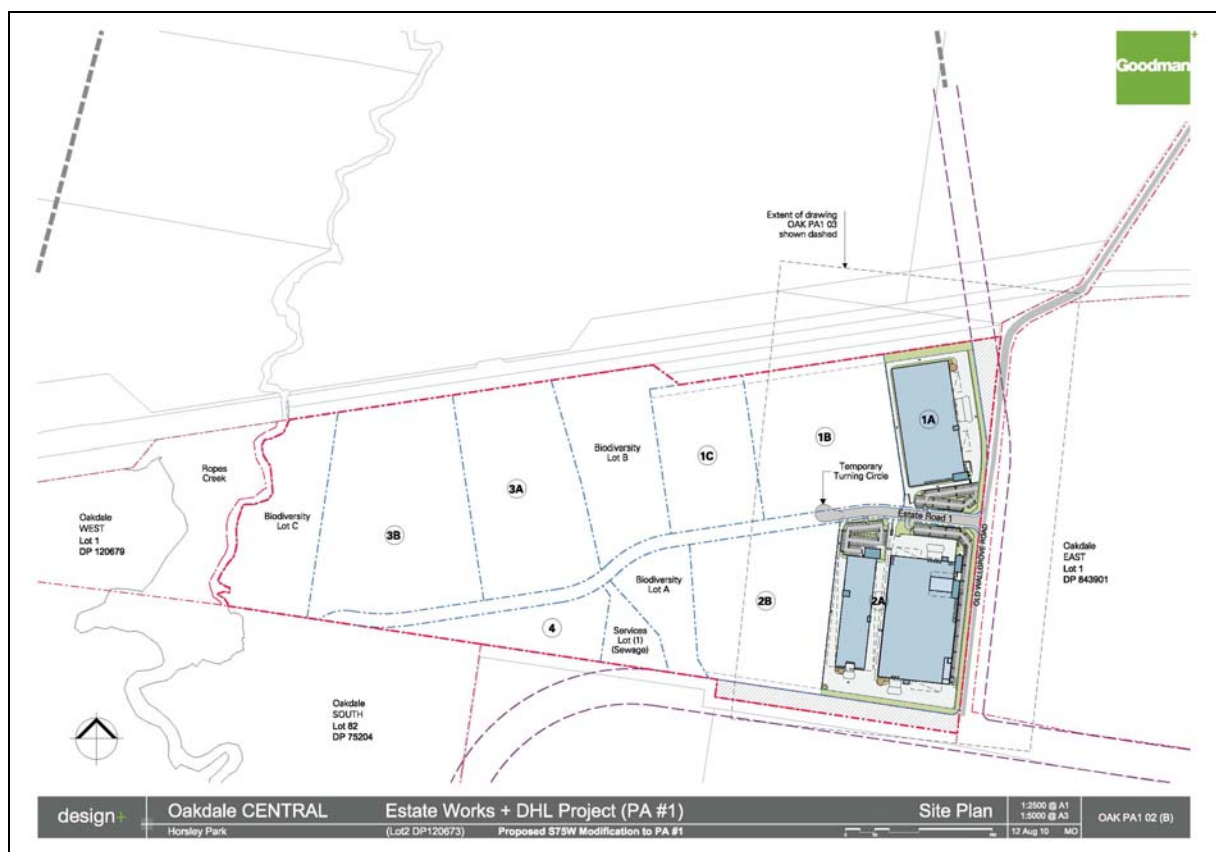 Goodman
Extent of drawing
OAK PA1 03
shown dashed
1A
1B
1C
Biodiversity
Lot B
3A
3B
Temporary
Turning Circle
Ropes
Creek
Biodiversity
Lot C
Estate Road 1
Oakdale
WEST
Lot 1
DP 120679
OLD WALLGROVE ROAD
Oakdale
EAST
Lot 1
DP 843901
Biodiversity
Lot A
2B
2A
4
Services
Lot (1)
(Sewage)
Oakdale
SOUTH
Lot 82
DP 75204
design+
Oakdale CENTRAL
Horsley Park
Estate Works + DHL Project (PA #1)
(Lot2 DP120673) Proposed S75W Modification to PA #1
Site Plan
1:2500 @ A1
1:5000 @ A3
12 Aug 10 MO
OAK PA1 02 (B)